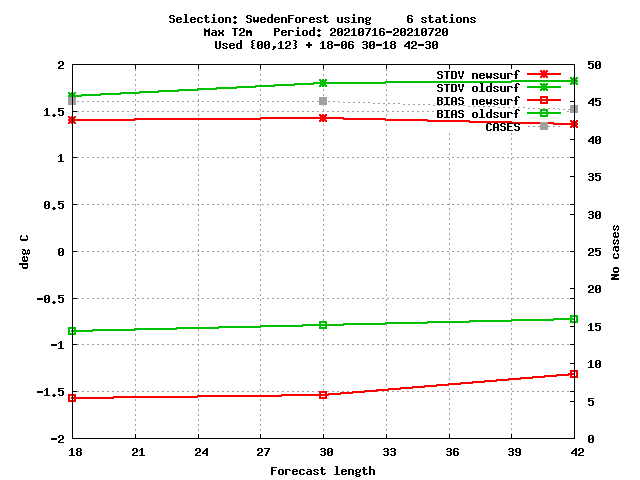 Selection: SwedenForest using     6 stations
Max T2m   Period: 20210716-20210720
Used {00,12} + 18-06 30-18 42-30
STDV newsurf
STDV oldsurf
BIAS newsurf
BIAS oldsurf
CASES
2
1.5
1
0.5
0
-0.5
-1
-1.5
-2
deg C
50
45
40
35
30
25
20
15
10
5
0
No cases
18 21 24 27 30 33 36 39 42
Forecast length